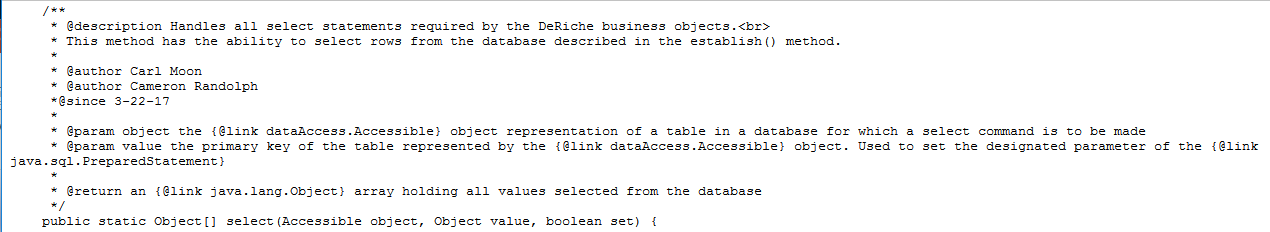 /**
* @description Handles all select statements required by the DeRiche business objects.<br>
* This method has the ability to select rows from the database described in the establish() method.
*
* @author Carl Moon
* @author Cameron Randolph
*@since 3-22-17
*
* @param object the {@link dataAccess.Accessible} object representation of a table in a database for which a select command is to be made
* @param value the primary key of the table represented by the {@link dataAccess.Accessible} object. Used to set the designated parameter of the {@link
java.sql.PreparedStatement}
*
* @return an {@link java.lang.Object} array holding all values selected from the database
*/
public static Object[] select(Accessible object, Object value, boolean set) {